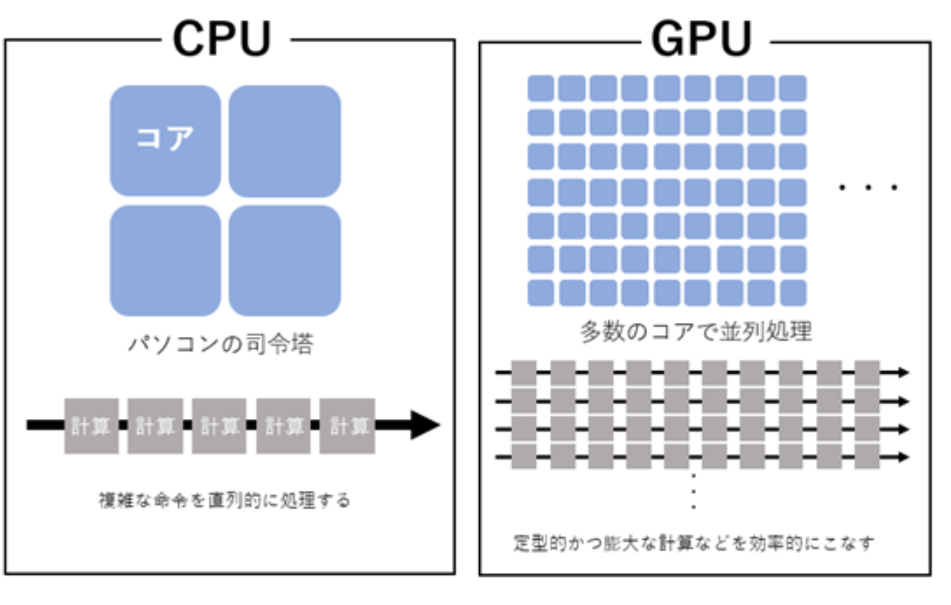 CPU
コア
パソコンの司令塔
計算 計算 計算 計算 計算
複雑な命令を直列的に処理する
GPU
・・・
多数のコアで並列処理
定型的かつ膨大な計算などを効率的にこなす